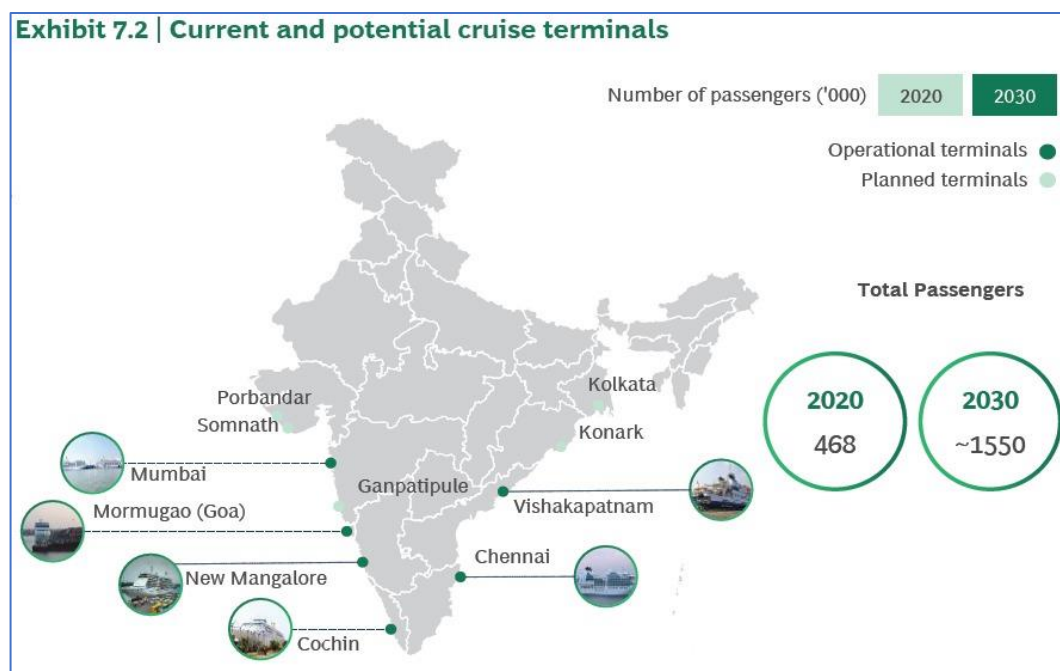 Exhibit 7.2 | Current and potential cruise terminals
Number of passengers ('000) 2020 2030
Operational terminals
Planned terminals
Total Passengers
2020
468
2030
~1550
Porbandar
Somnath
Kolkata
Konark
Mumbai
Ganpatipule
Vishakapatnam
Mormugao (Goa)
Chennai
New Mangalore
Cochin